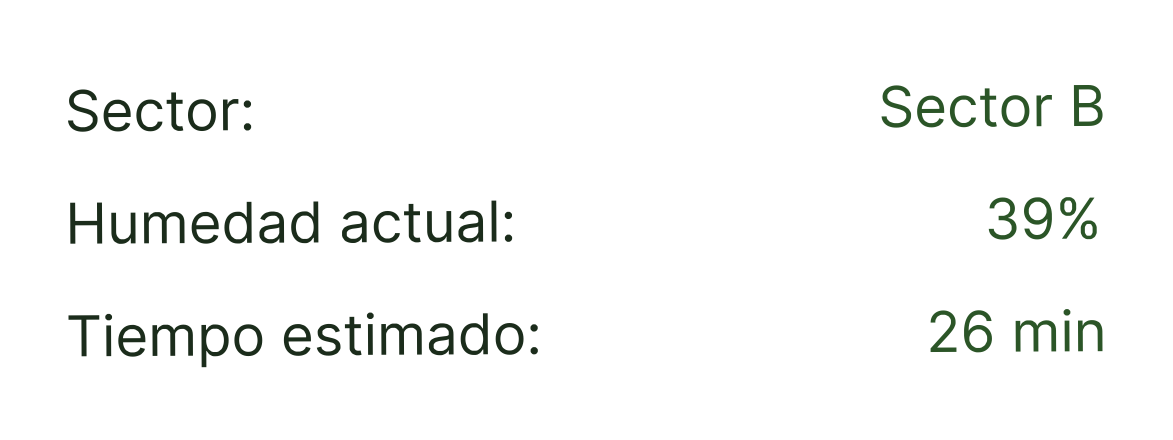 Sector: Sector B
Humedad actual: 39%
Tiempo estimado: 26 min